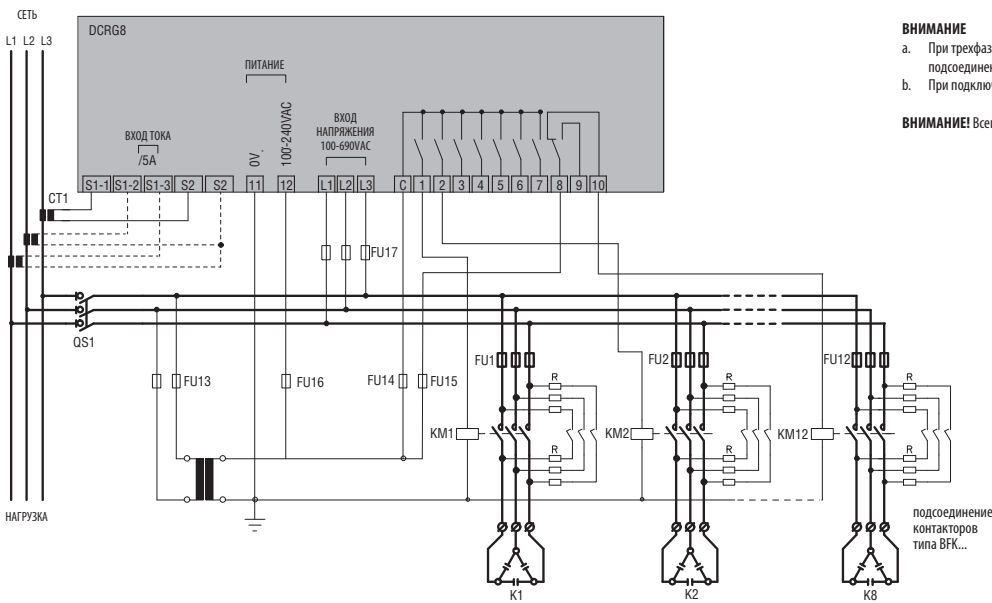 СЕТЬ
L1 L2 L3
DCRG8
ПИТАНИЕ
ВХОД ТОКА
/5A
0V.
100-240VAC
ВХОД
НАПРЯЖЕНИЯ
100-690VAC
S1-1 S1-2 S1-3 S2 S2 11 12 L1 L2 L3 C 1 2 3 4 5 6 7 8 9 10
CT1
FU17
QS1
FU13 FU16 FU14 FU15 FU1 FU2 FU12
R R R
KM1 KM2 KM12
R R R
НАГРУЗКА
K1 K2 K8
ВНИМАНИЕ
a. При трехфаз
подсоединен
b. При подклю
ВНИМАНИЕ! Все
подсоединение
контакторов
типа BFK...